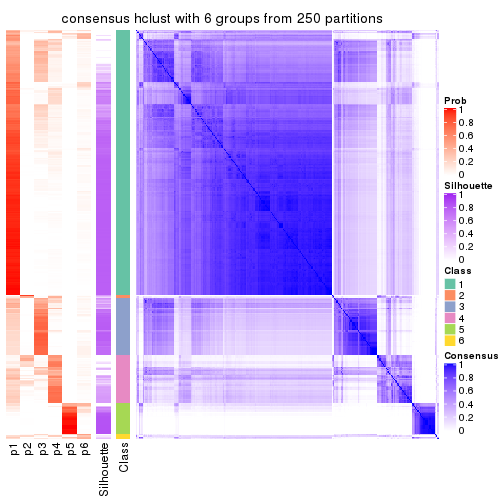 consensus hclust with 6 groups from 250 partitions
p1
p2
p3
p4
p5
p6
Silhouette
Class
Prob
1
0.8
0.6
0.4
0.2
0
Silhouette
1
0.8
0.6
0.4
0.2
0
Class
1
2
3
4
5
6
Consensus
1
0.8
0.6
0.4
0.2
0